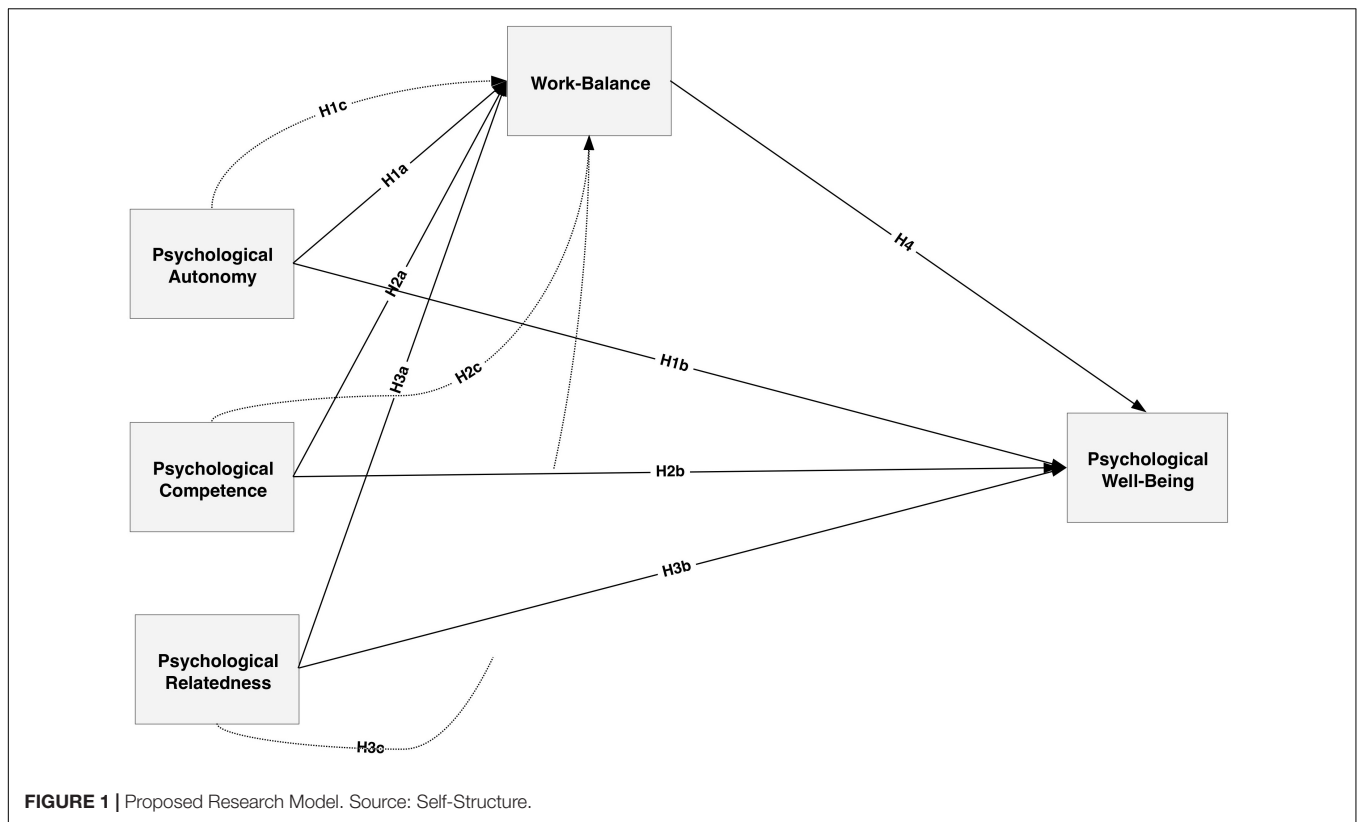 Work-Balance
H1c
H1a
Psychological
Autonomy
H4
H2a
H1b
H3a
H2c
Psychological
Competence
H2b
Psychological
Well-Being
H3b
Psychological
Relatedness
H3c
FIGURE 1 | Proposed Research Model. Source: Self-Structure.